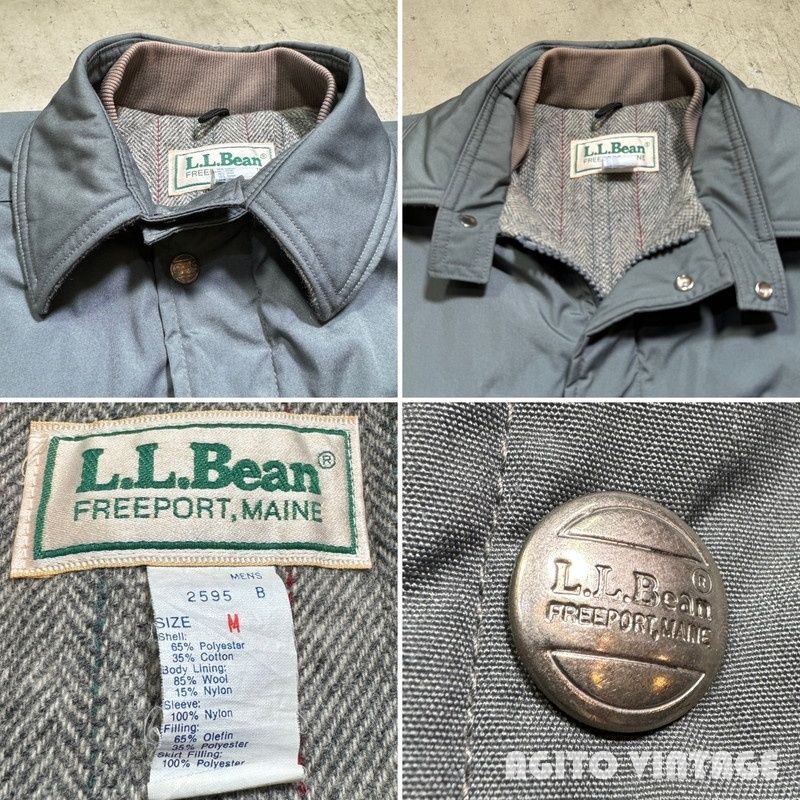 L.L.Bean®
FREE
L.L.Bean®
FREEPORT, MAINE
L.L.Bean®
FREEPORT, MAINE
MENS
2595 B
SIZE M
Shell:
65% Polyester
35% Cotton
Body Lining:
85% Wool
15% Nylon
Sleeve:
100% Nylon
Filling:
65% Olefin
35% Polyester
Skirt Filling:
100% Polyester
L.L.Bean®
FREEPORT, MAINE
AGITO VINTAGE